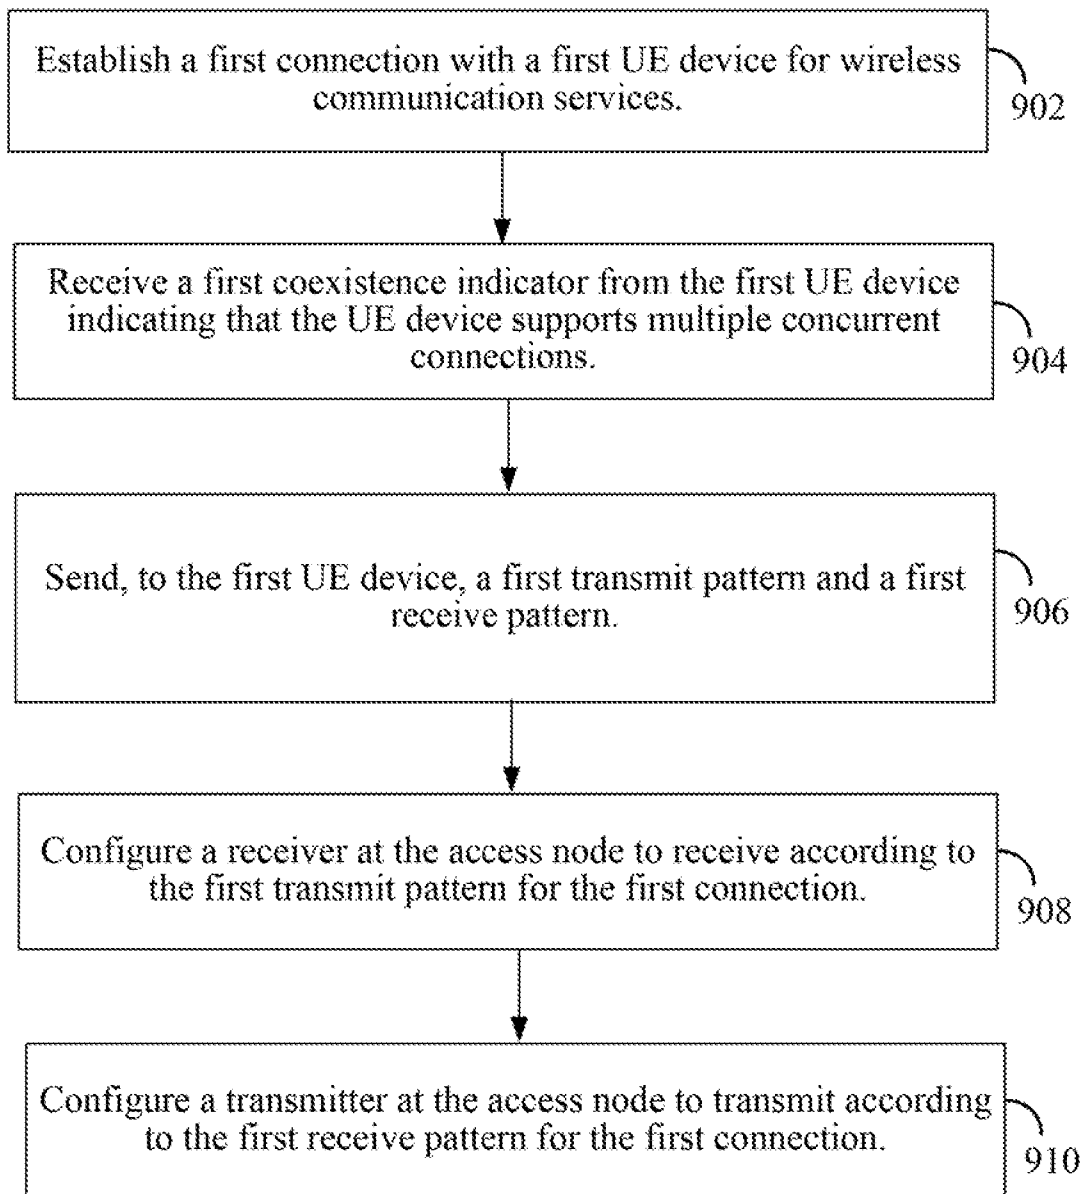 Establish a first connection with a first UE device for wireless
communication services.
902
Receive a first coexistence indicator from the first UE device
indicating that the UE device supports multiple concurrent
connections.
904
Send, to the first UE device, a first transmit pattern and a first
receive pattern.
906
Configure a receiver at the access node to receive according to
the first transmit pattern for the first connection.
908
Configure a transmitter at the access node to transmit according
to the first receive pattern for the first connection.
910